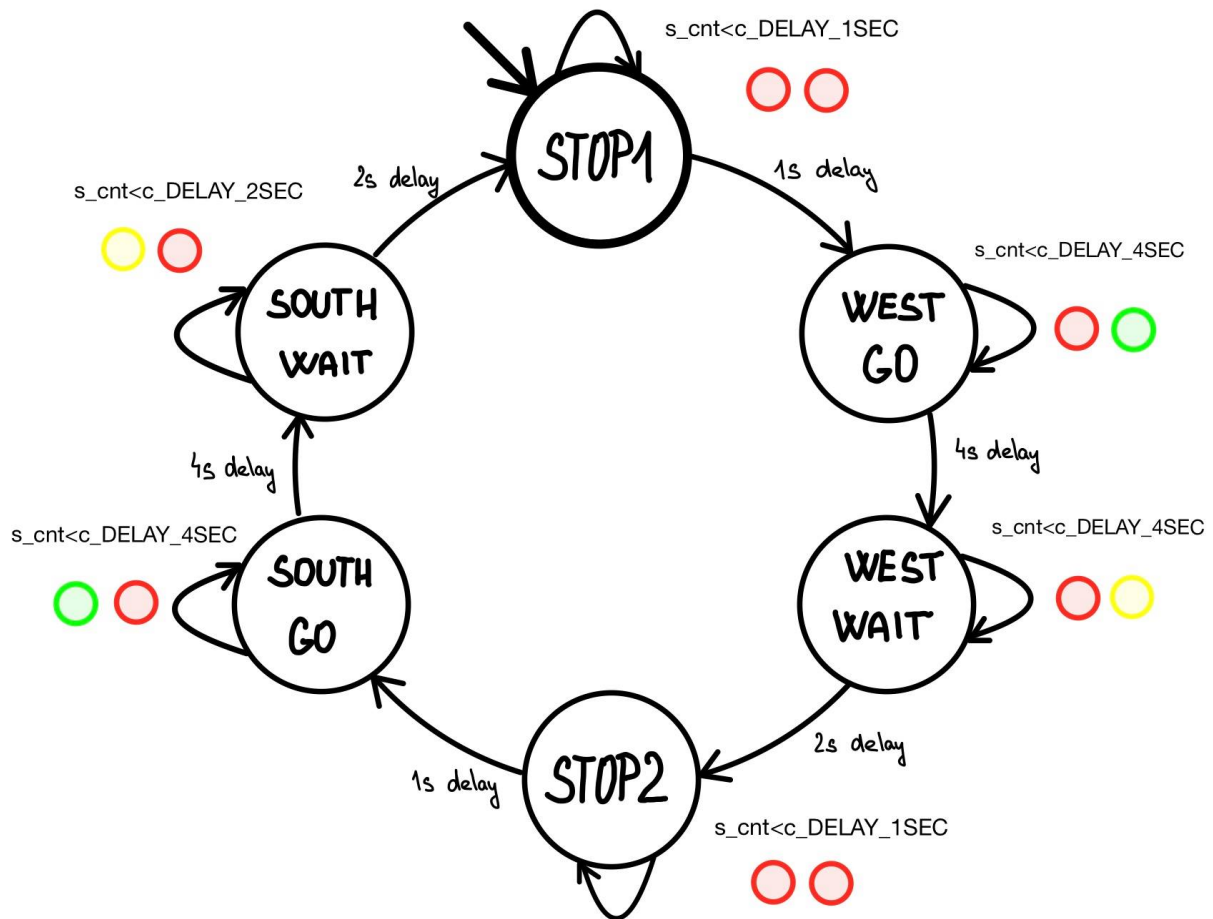 s_cnt<c_DELAY_1SEC
STOP1
1s delay
s_cnt<c_DELAY_4SEC
WEST
GO
4s delay
s_cnt<c_DELAY_4SEC
WEST
WAIT
2s delay
STOP2
s_cnt<c_DELAY_1SEC
1s delay
s_cnt<c_DELAY_4SEC
SOUTH
GO
4s delay
s_cnt<c_DELAY_2SEC
SOUTH
WAIT
2s delay